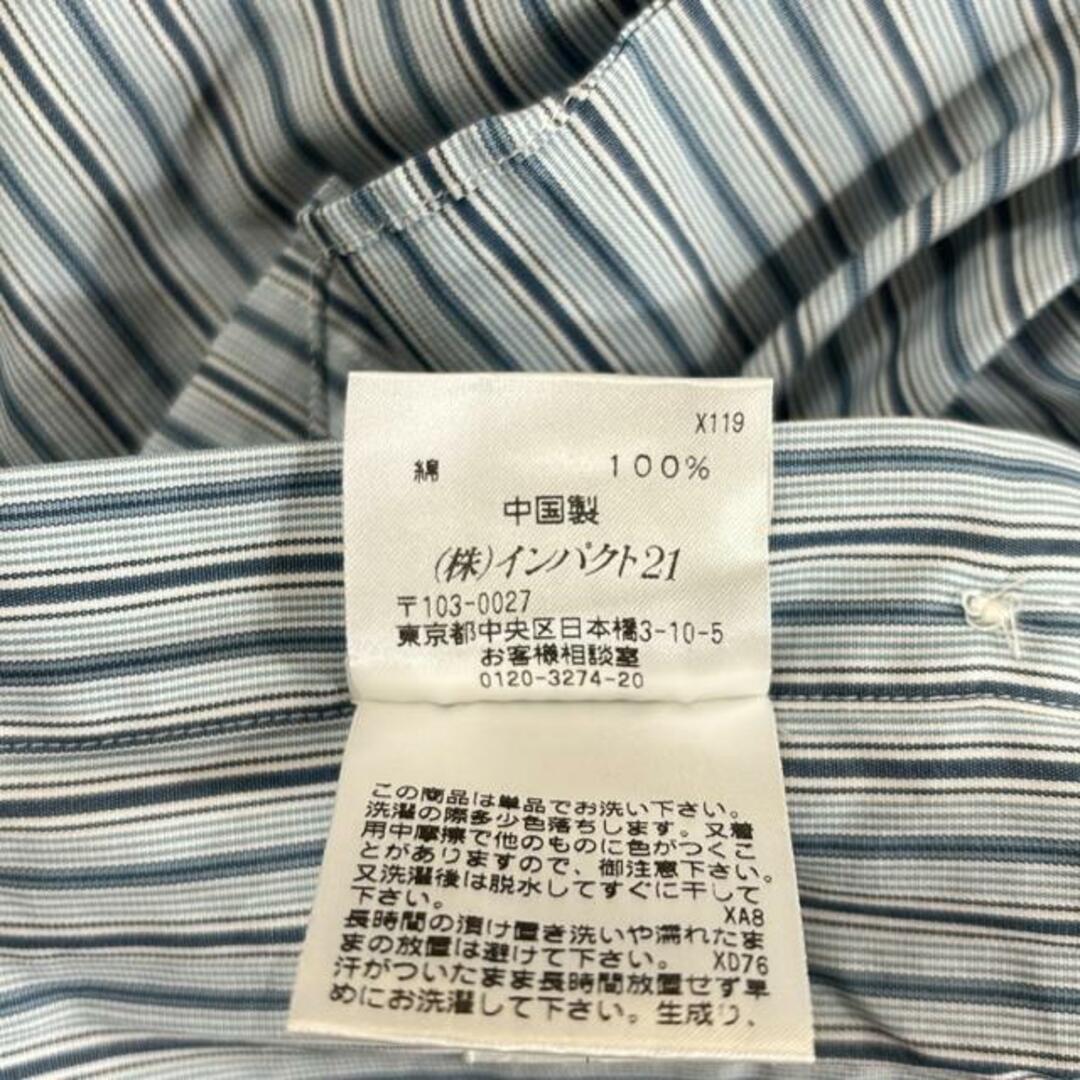 X119
綿 100%
中国製
(株)インパクト21
〒103-0027
東京都中央区日本橋3-10-5
お客様相談室
0120-3274-20
この商品は単品でお洗い下さい。
洗濯の際多少色落ちします。又着
用中摩擦で他のものに色がつくこ
とがありますので、御注意下さい。
又洗濯後は脱水してすぐに干して
下さい。 XA8
長時間の漬け置き洗いや濡れたま
まの放置は避けて下さい。 XD76
汗がついたまま長時間放置せず早
めにお洗濯して下さい。生成り、